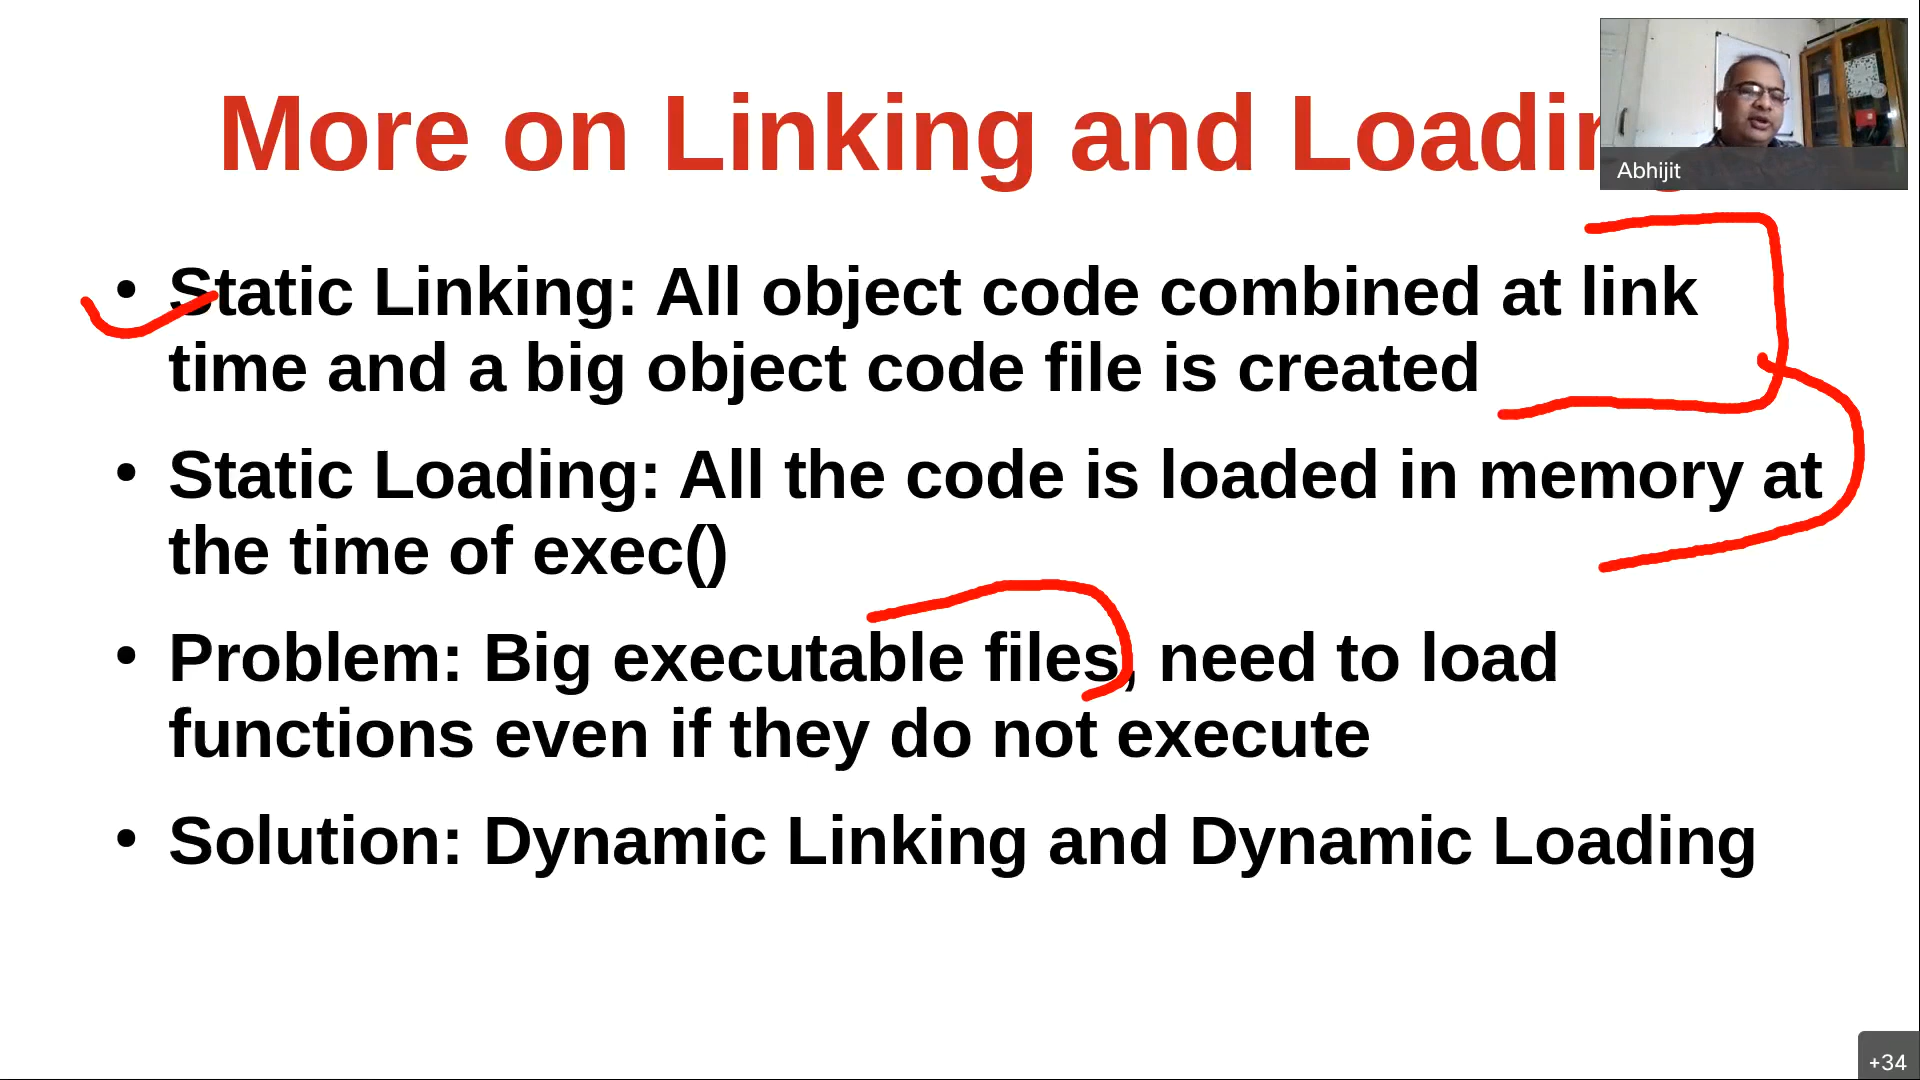 More on Linking and Loadin
Abhijit
• Static Linking: All object code combined at link
time and a big object code file is created
• Static Loading: All the code is loaded in memory at
the time of exec()
• Problem: Big executable files, need to load
functions even if they do not execute
• Solution: Dynamic Linking and Dynamic Loading
+34